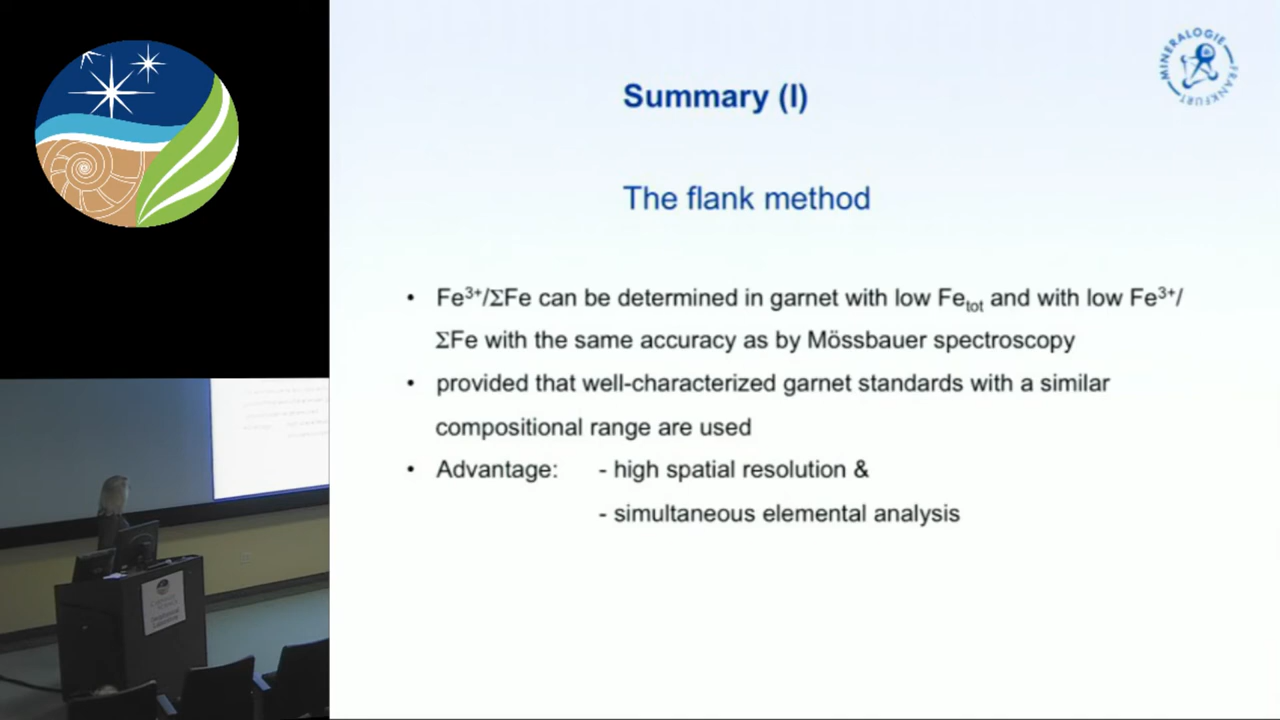 MINERALOGIE
FRANKFURT
Summary (I)
The flank method
• Fe³⁺/ΣFe can be determined in garnet with low Feₜₒₜ and with low Fe³⁺/
ΣFe with the same accuracy as by Mössbauer spectroscopy
• provided that well-characterized garnet standards with a similar
compositional range are used
• Advantage: - high spatial resolution &
- simultaneous elemental analysis